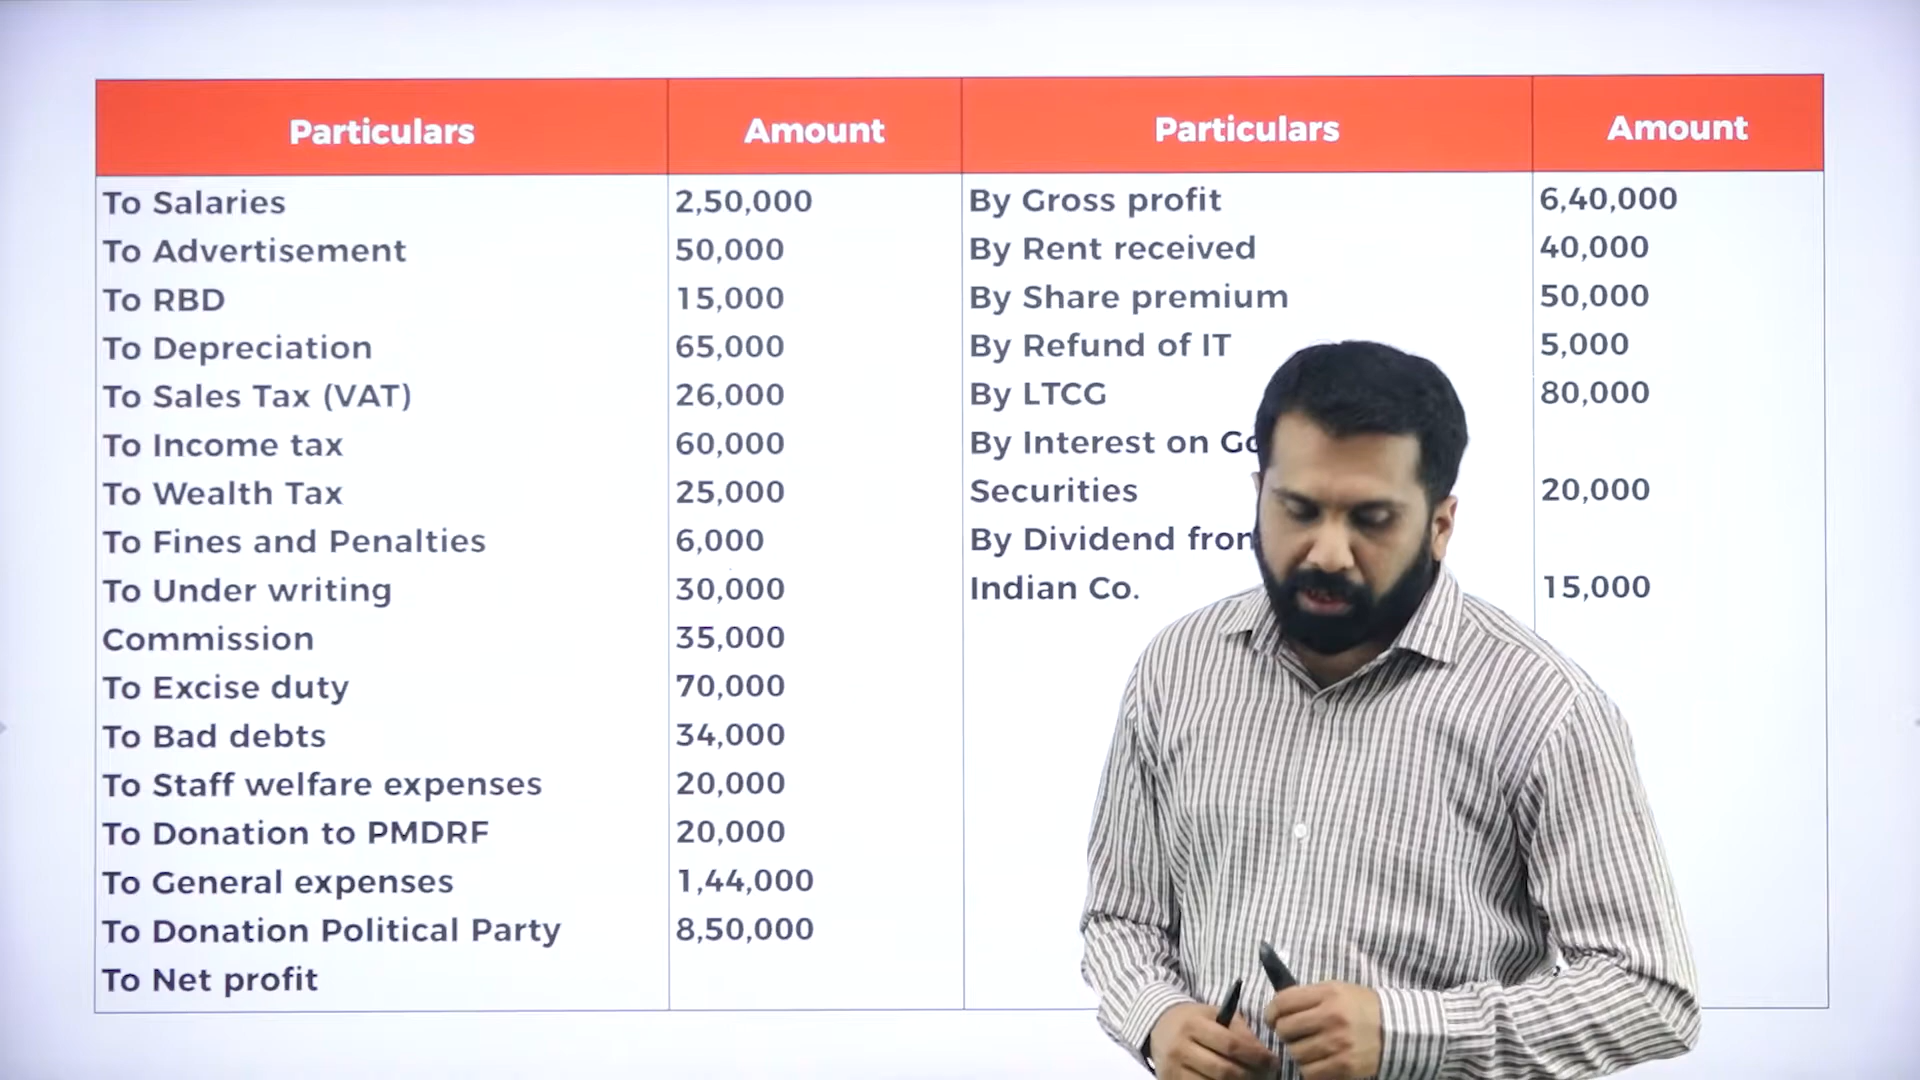 Particulars Amount Particulars Amount
To Salaries 2,50,000 By Gross profit 6,40,000
To Advertisement 50,000 By Rent received 40,000
To RBD 15,000 By Share premium 50,000
To Depreciation 65,000 By Refund of IT 5,000
To Sales Tax (VAT) 26,000 By LTCG 80,000
To Income tax 60,000 By Interest on
To Wealth Tax 25,000 Securities 20,000
To Fines and Penalties 6,000 By Dividend
To Under writing 30,000 Indian Co. 15,000
Commission 35,000
To Excise duty 70,000
To Bad debts 34,000
To Staff welfare expenses 20,000
To Donation to PMDRF 20,000
To General expenses 1,44,000
To Donation Political Party 8,50,000
To Net profit